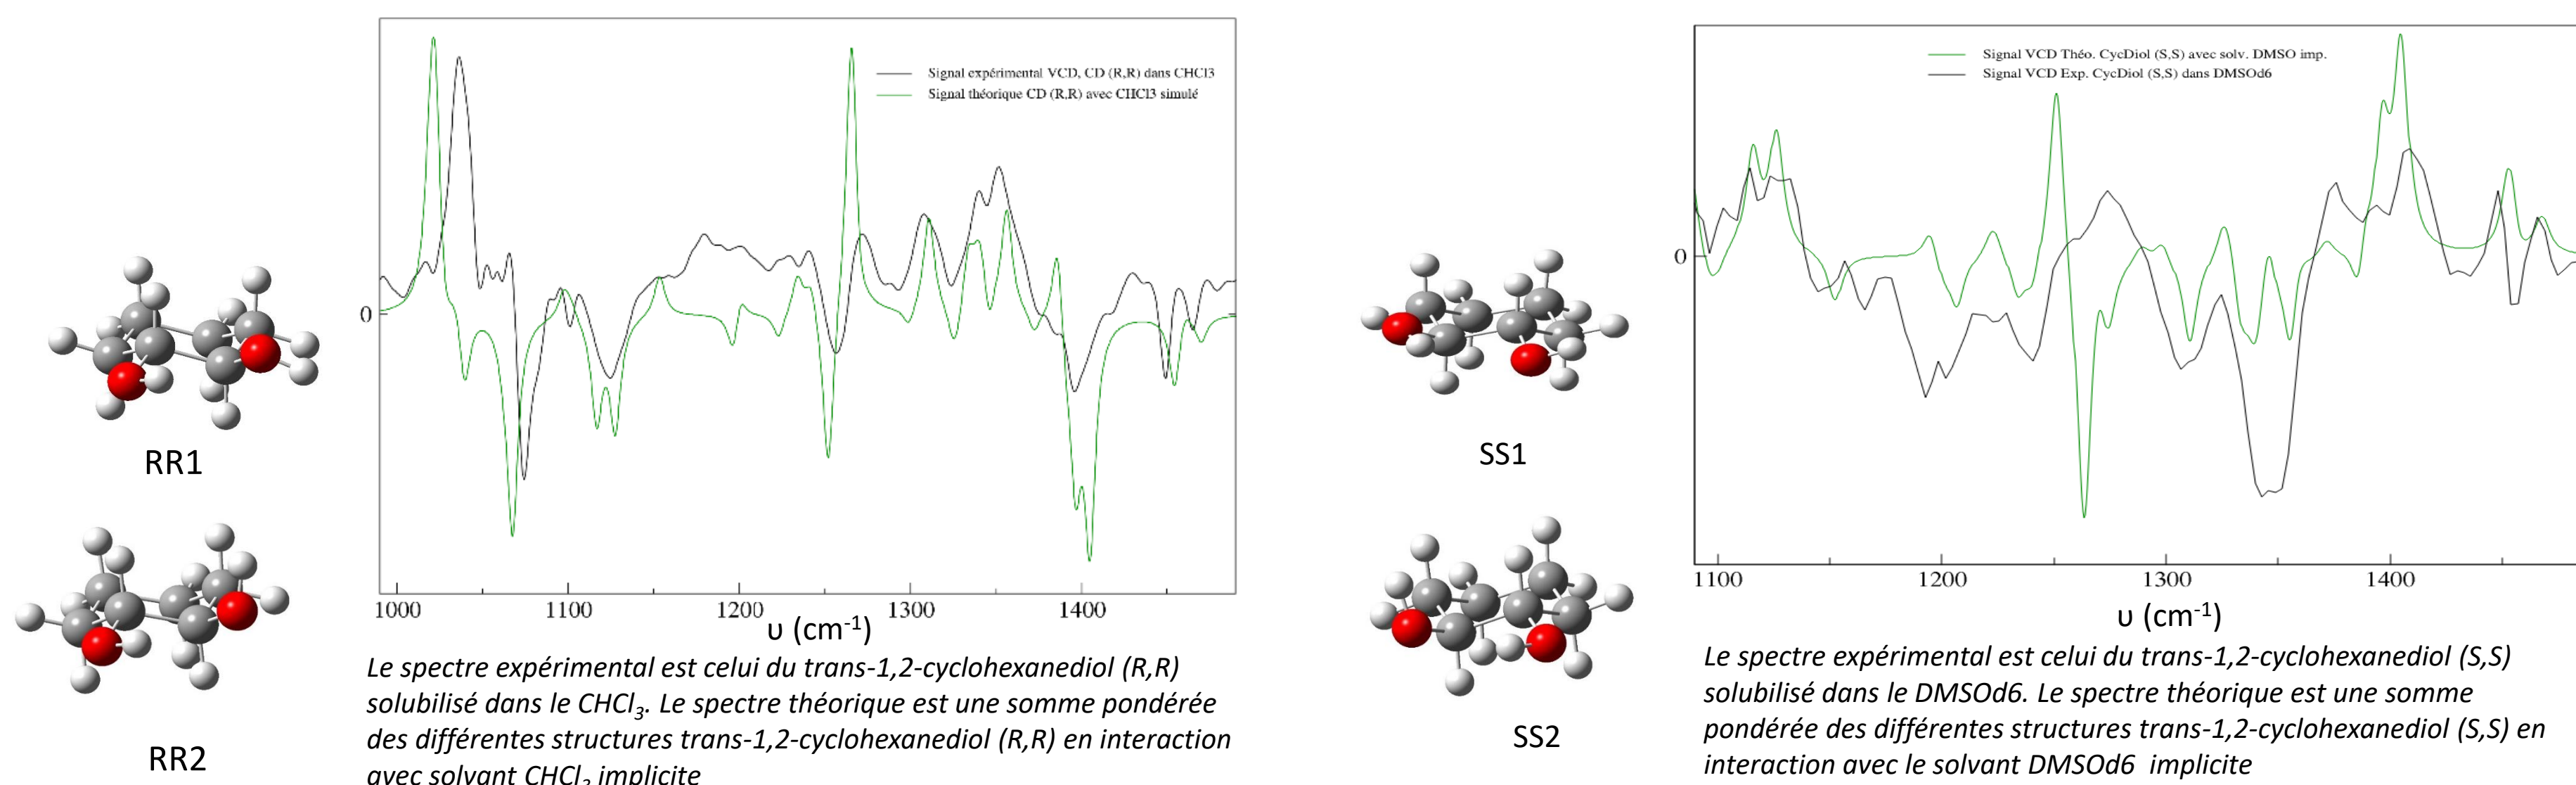 Signal expérimental VCD, CD (R,R) dans CHCl3
Signal théorique CD (R,R) avec CHCl3 simulé
0
1000 1100 1200 1300 1400
υ (cm-1)
RR1
RR2
Le spectre expérimental est celui du trans-1,2-cyclohexanediol (R,R)
solubilisé dans le CHCl3. Le spectre théorique est une somme pondérée
des différentes structures trans-1,2-cyclohexanediol (R,R) en interaction
avec solvant CHCl3 implicite
Signal VCD Théo. CycDiol (S,S) avec solv. DMSO imp.
Signal VCD Exp. CycDiol (S,S) dans DMSOd6
0
1100 1200 1300 1400
υ (cm-1)
SS1
SS2
Le spectre expérimental est celui du trans-1,2-cyclohexanediol (S,S)
solubilisé dans le DMSOd6. Le spectre théorique est une somme
pondérée des différentes structures trans-1,2-cyclohexanediol (S,S) en
interaction avec le solvant DMSOd6 implicite